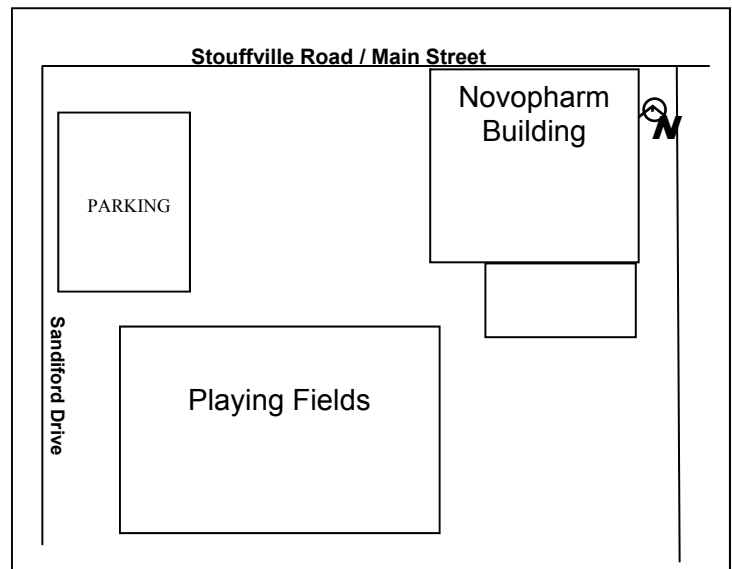 Stouffville Road / Main Street
Novopharm
Building
N
PARKING
Sandiford Drive
Playing Fields